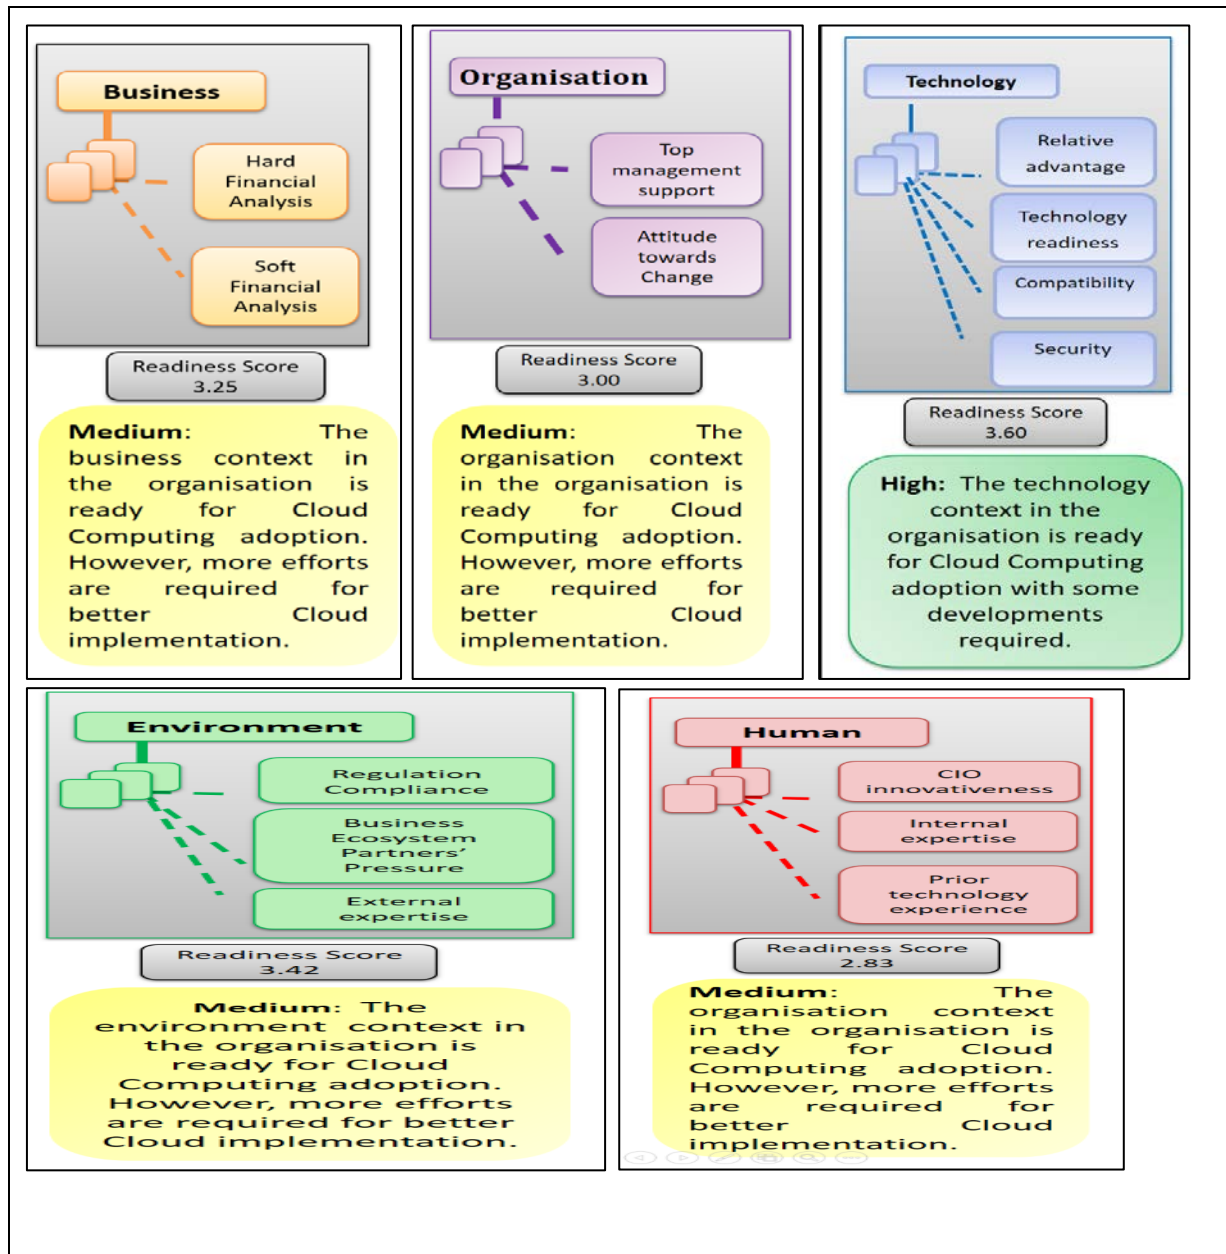 Business
Hard
Financial
Analysis
Soft
Financial
Analysis
Readiness Score
3.25
Medium: The
business context in
the organisation is
ready for Cloud
Computing adoption.
However, more efforts
are required for
better Cloud
implementation.
Organisation
Top
management
support
Attitude
towards
Change
Readiness Score
3.00
Medium: The
organisation context
in the organisation is
ready for Cloud
Computing adoption.
However, more efforts
are required for
better Cloud
implementation.
Technology
Relative
advantage
Technology
readiness
Compatibility
Security
Readiness Score
3.60
High: The technology
context in the
organisation is ready
for Cloud Computing
adoption with some
developments
required.
Environment
Regulation
Compliance
Business
Ecosystem
Partners’
Pressure
External
expertise
Readiness Score
3.42
Medium: The
environment context in
the organisation is
ready for Cloud
Computing adoption.
However, more efforts
are required for better
Cloud implementation.
Human
CIO
innovativeness
Internal
expertise
Prior
technology
experience
Readiness Score
2.83
Medium: The
organisation context
in the organisation is
ready for Cloud
Computing adoption.
However, more efforts
are required for
better Cloud
implementation.